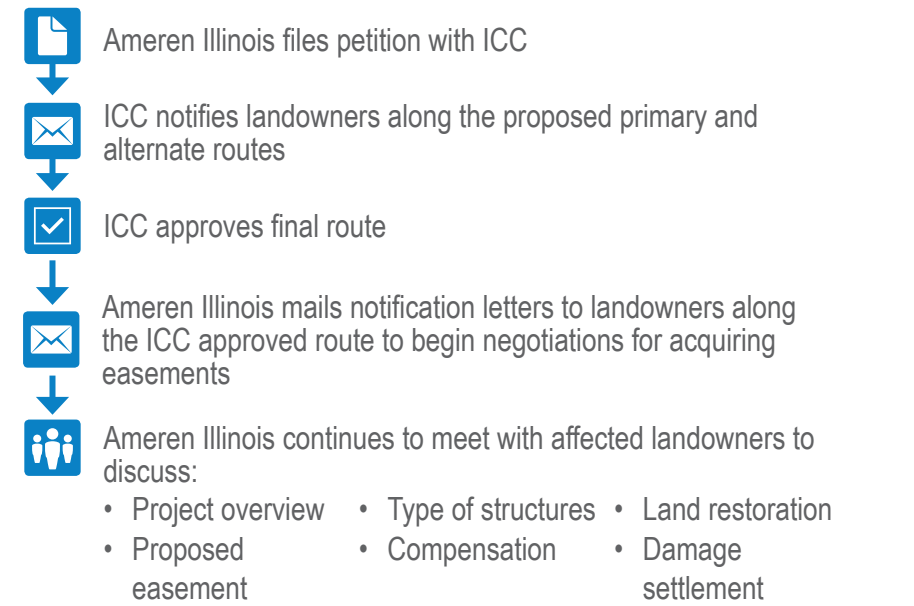 Ameren Illinois files petition with ICC
ICC notifies landowners along the proposed primary and
alternate routes
ICC approves final route
Ameren Illinois mails notification letters to landowners along
the ICC approved route to begin negotiations for acquiring
easements
Ameren Illinois continues to meet with affected landowners to
discuss:
• Project overview
• Proposed
easement
• Type of structures
• Compensation
• Land restoration
• Damage
settlement